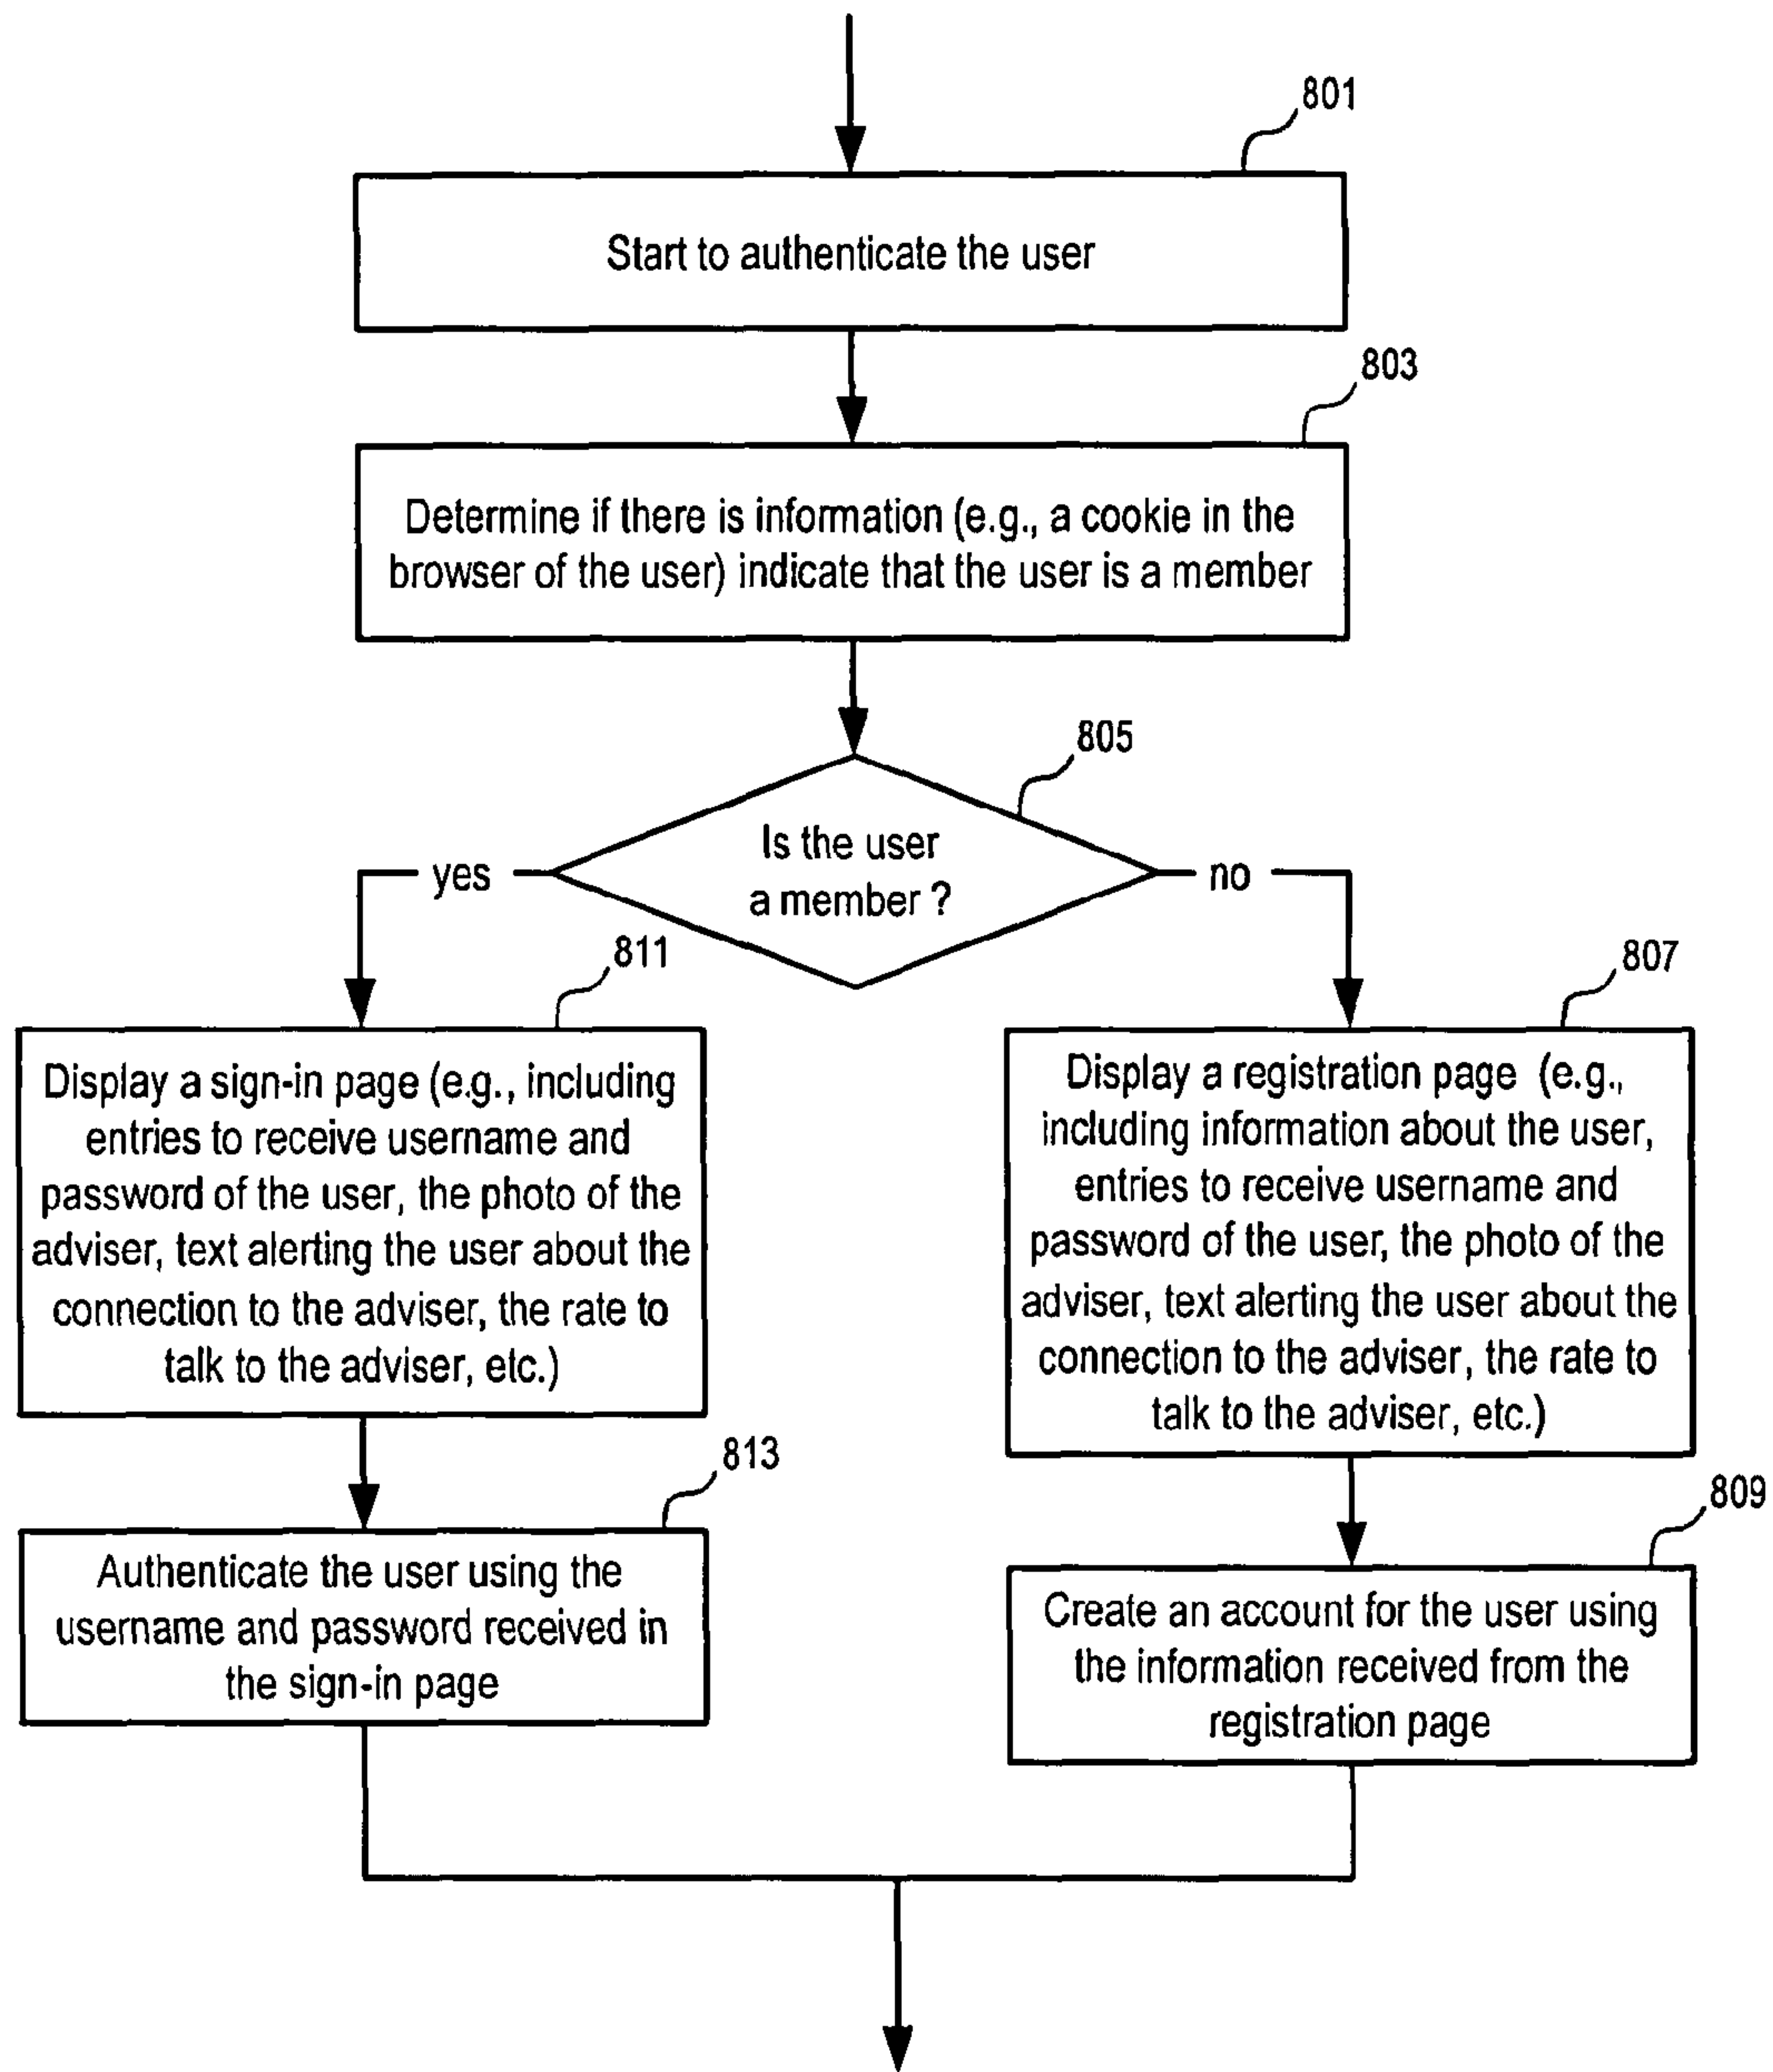 801
Start to authenticate the user
803
Determine if there is information (e.g., a cookie in the
browser of the user) indicate that the user is a member
805
Is the user
a member ?
yes
no
811
Display a sign-in page (e.g., including
entries to receive username and
password of the user, the photo of the
adviser, text alerting the user about the
connection to the adviser, the rate to
talk to the adviser, etc.)
807
Display a registration page (e.g.,
including information about the user,
entries to receive username and
password of the user, the photo of the
adviser, text alerting the user about the
connection to the adviser, the rate to
talk to the adviser, etc.)
813
Authenticate the user using the
username and password received in
the sign-in page
809
Create an account for the user using
the information received from the
registration page